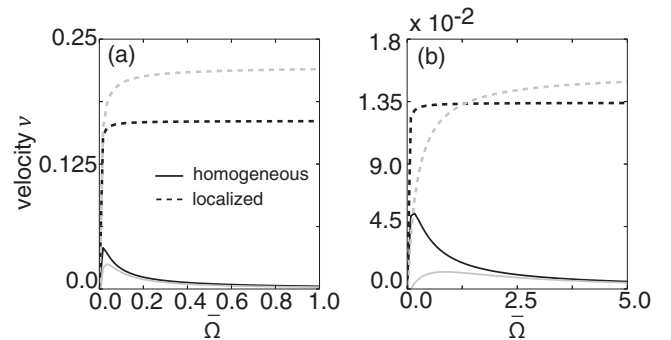 x 10⁻²
0.25
(a)
1.8
(b)
1.35
velocity ν
0.125
9.0
homogeneous
localized
4.5
0.0
0.0
0.0 0.2 0.4 0.6 0.8 1.0
0.0 2.5 5.0
Ω̅
Ω̅